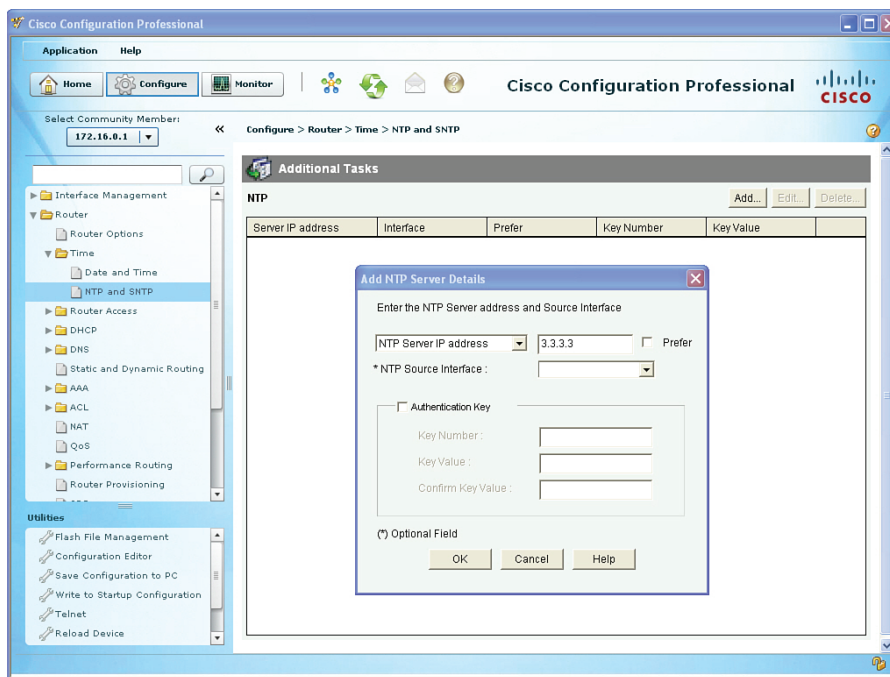 Cisco Configuration Professional
Application Help
Home Configure Monitor Cisco Configuration Professional CISCO
Select Community Member:
172.16.0.1
« Configure > Router > Time > NTP and SNTP
Interface Management
Router
Router Options
Time
Date and Time
NTP and SNTP
Router Access
DHCP
DNS
Static and Dynamic Routing
AAA
ACL
NAT
QoS
Performance Routing
Router Provisioning
Utilities
Flash File Management
Configuration Editor
Save Configuration to PC
Write to Startup Configuration
Telnet
Reload Device
Additional Tasks
NTP Add... Edit... Delete...
Server IP address Interface Prefer Key Number Key Value
Add NTP Server Details
Enter the NTP Server address and Source Interface
NTP Server IP address 3.3.3.3 Prefer
* NTP Source Interface :
Authentication Key
Key Number :
Key Value :
Confirm Key Value :
(*) Optional Field
OK Cancel Help